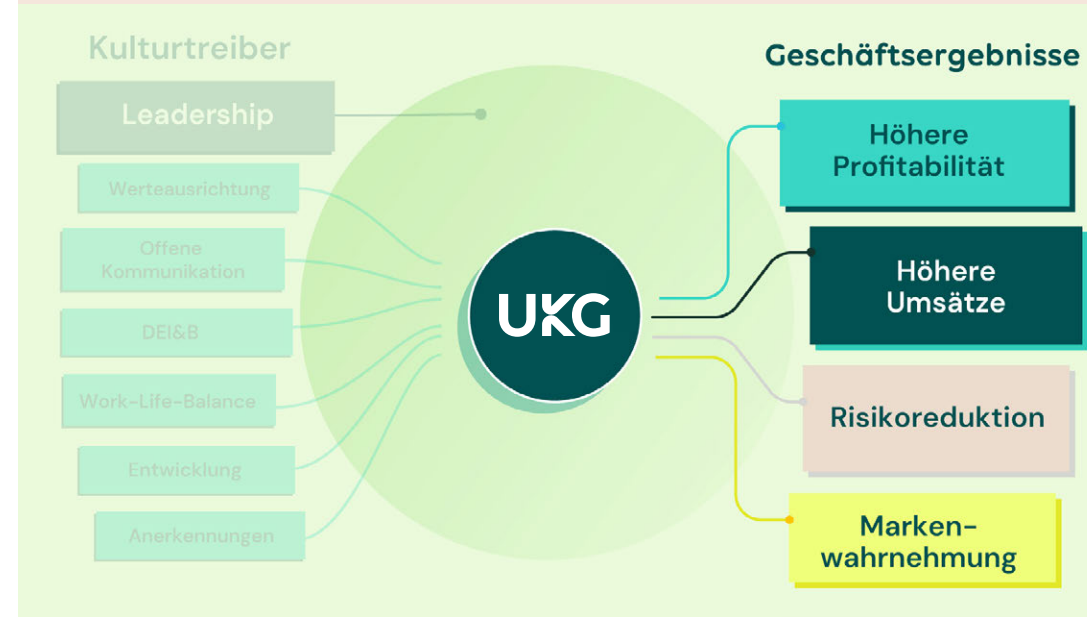 Kulturtreiber
Leadership
Werteausrichtung
Offene
Kommunikation
DEI&B
Work-Life-Balance
Entwicklung
Anerkennungen
UKG
Geschäftsergebnisse
Höhere
Profitabilität
Höhere
Umsätze
Risikoreduktion
Marken-
wahrnehmung